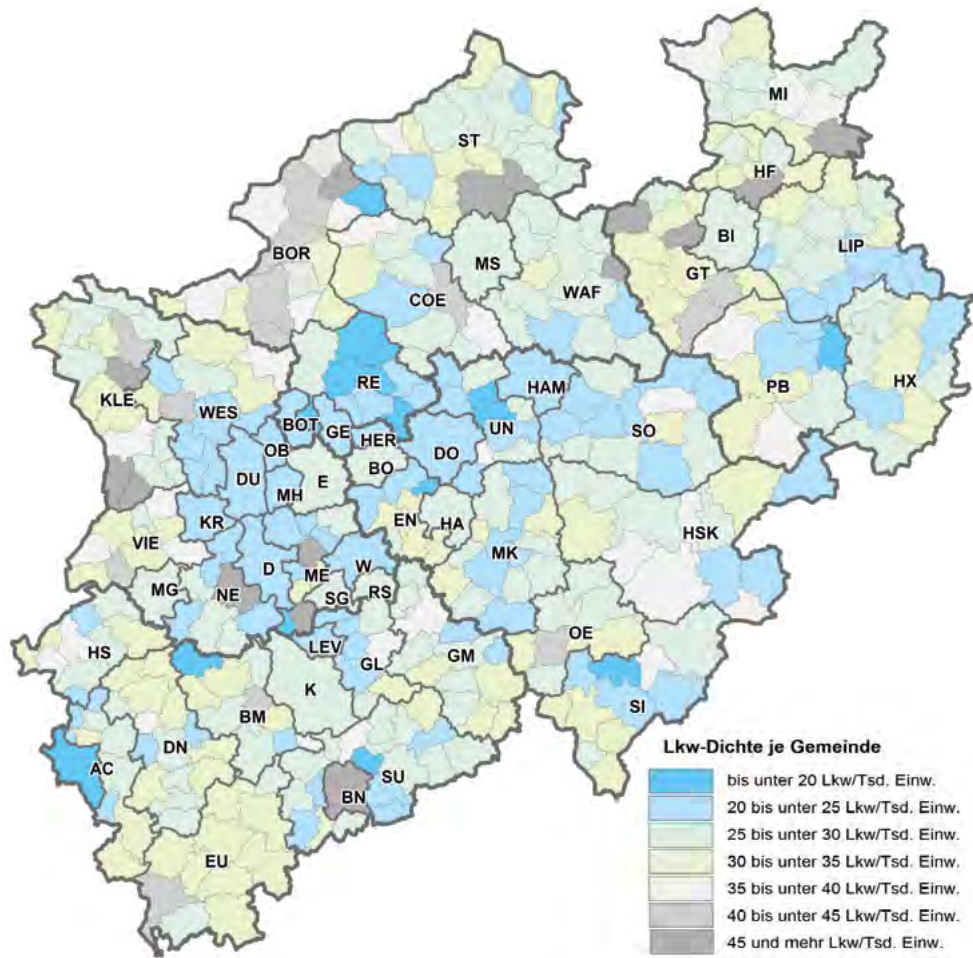 MI
ST
HF
BI
LIP
BOR
MS
GT
WAF
COE
KLE
RE
HAM
PB
HX
WES
BOT
GE
HER
UN
SO
OB
DO
BO
DU
MH
E
EN
HA
KR
HSK
VIE
MK
D
ME
W
MG
NE
SG
RS
OE
HS
LEV
GL
GM
K
SI
BM
DN
AC
SU
BN
EU
Lkw-Dichte je Gemeinde
bis unter 20 Lkw/Tsd. Einw.
20 bis unter 25 Lkw/Tsd. Einw.
25 bis unter 30 Lkw/Tsd. Einw.
30 bis unter 35 Lkw/Tsd. Einw.
35 bis unter 40 Lkw/Tsd. Einw.
40 bis unter 45 Lkw/Tsd. Einw.
45 und mehr Lkw/Tsd. Einw.